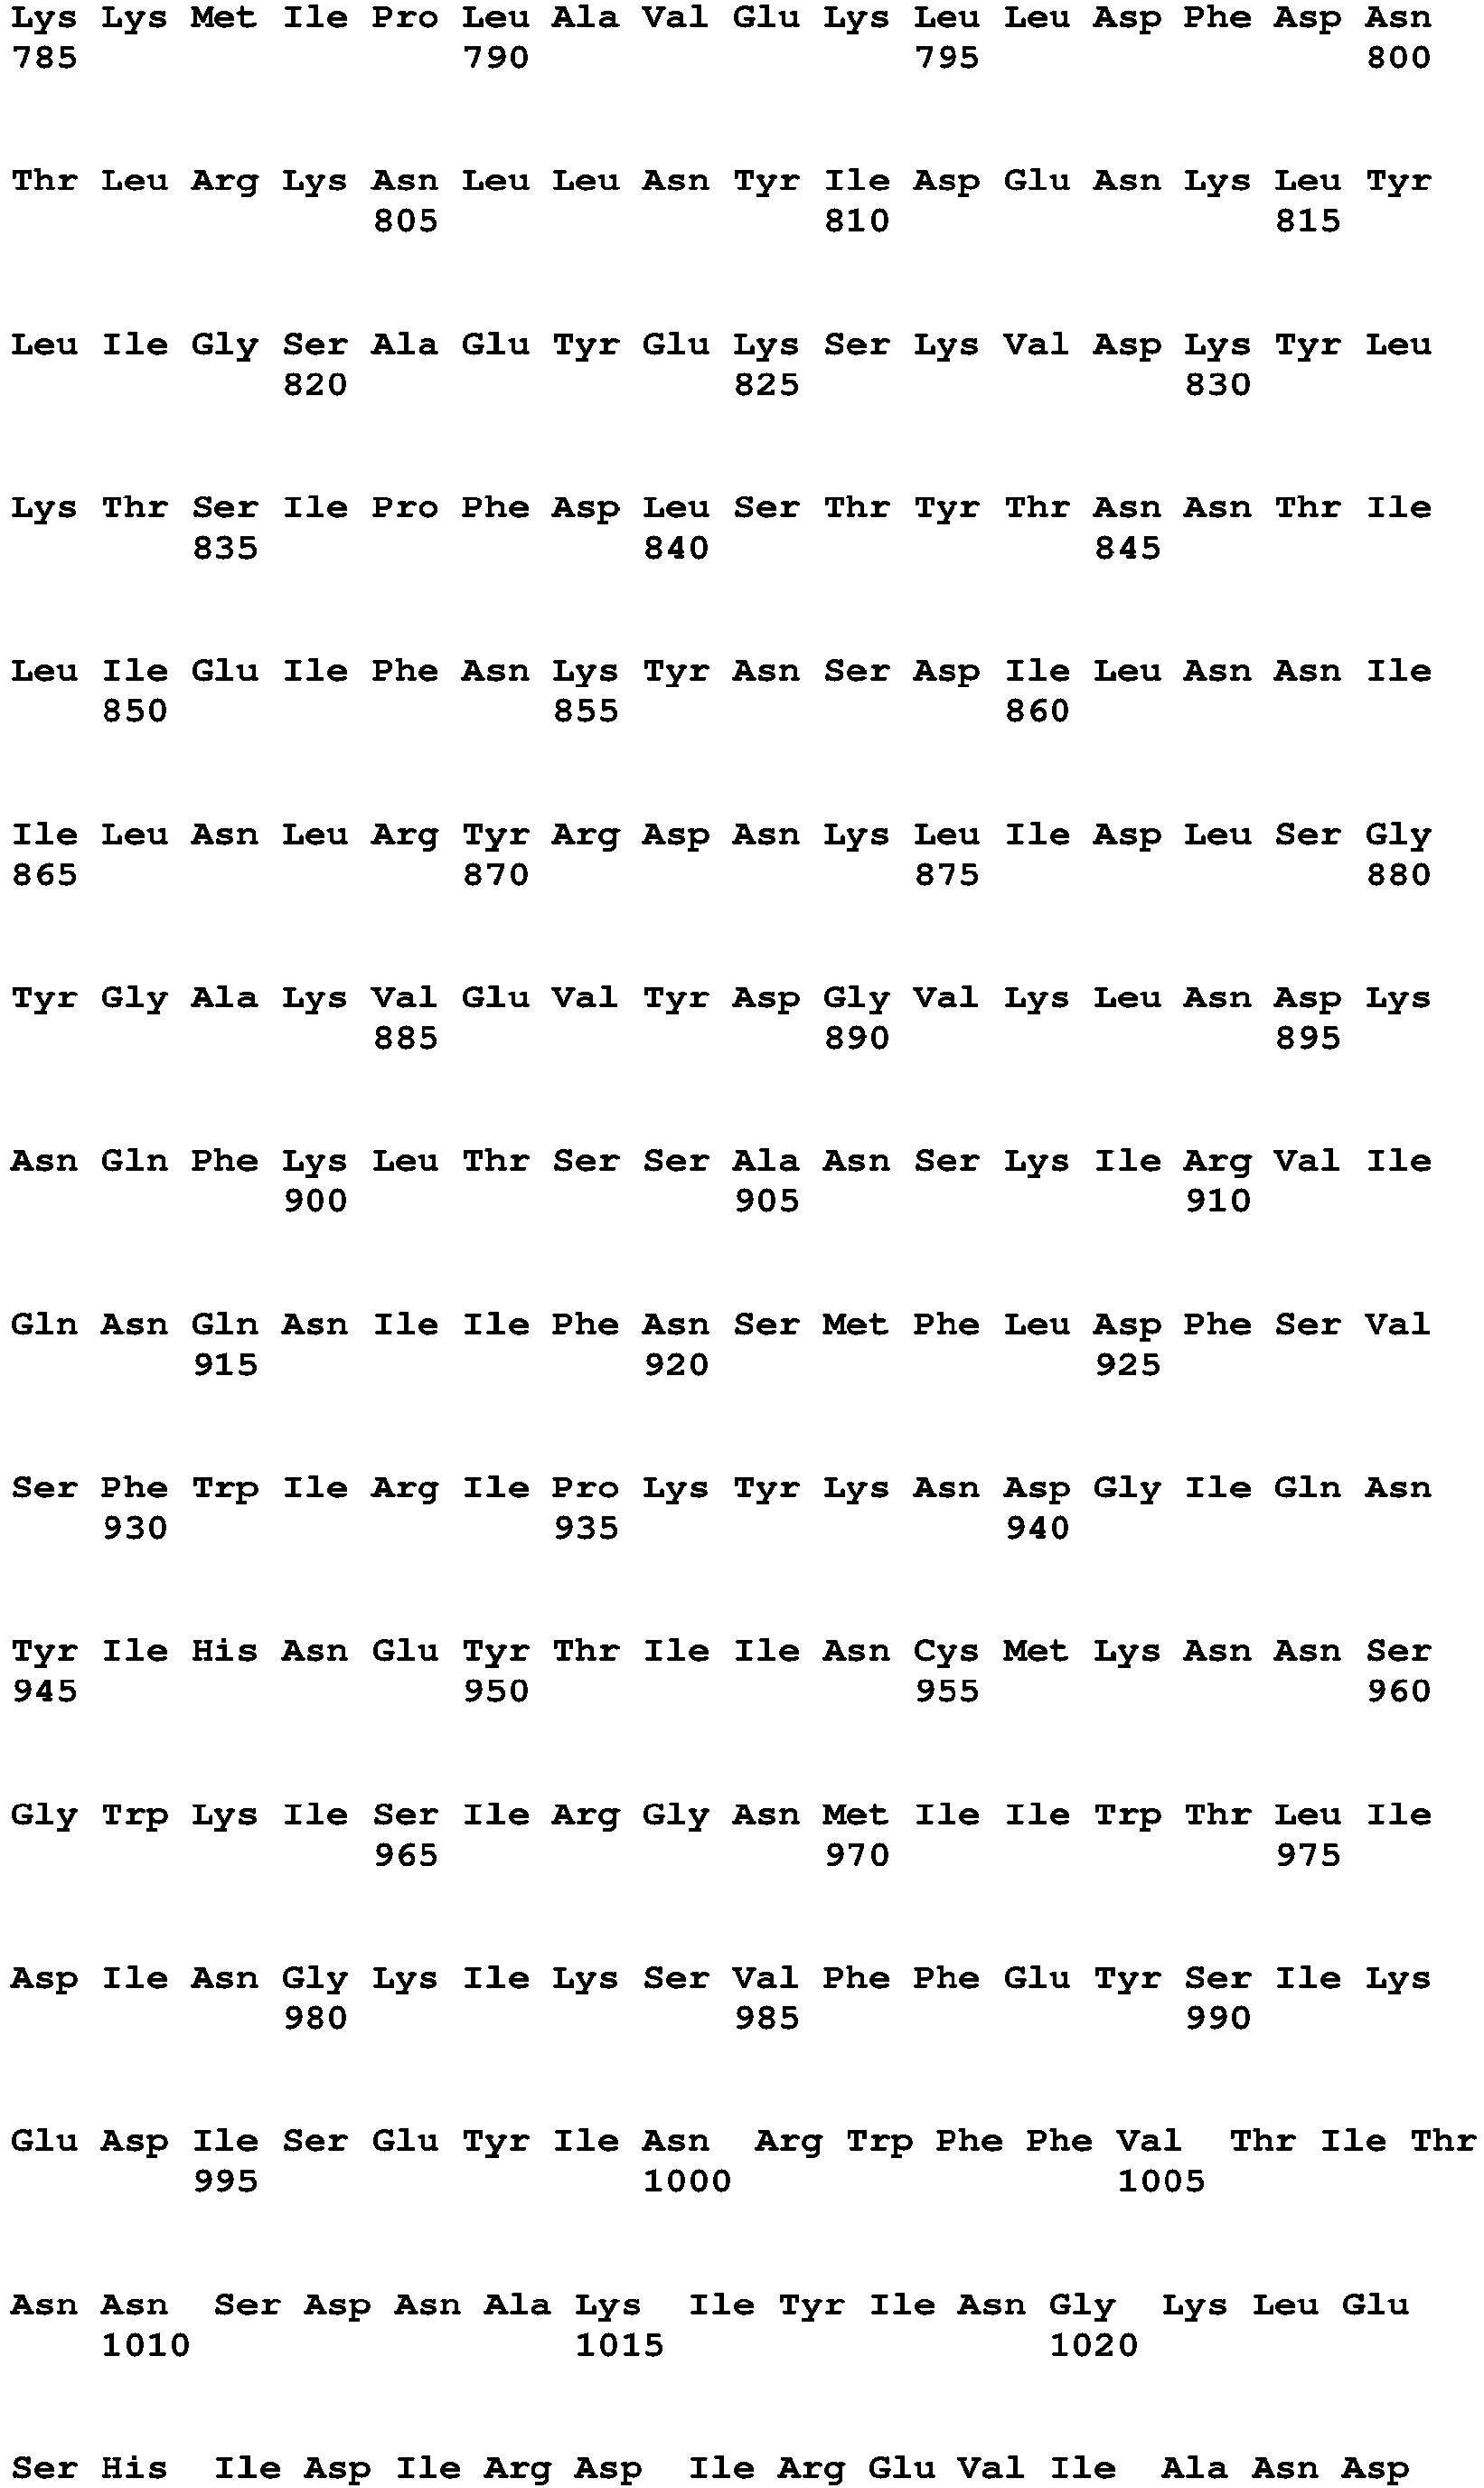 Lys Lys Met Ile Pro Leu Ala Val Glu Lys Leu Leu Asp Phe Asp Asn
785 790 795 800
Thr Leu Arg Lys Asn Leu Leu Asn Tyr Ile Asp Glu Asn Lys Leu Tyr
805 810 815
Leu Ile Gly Ser Ala Glu Tyr Glu Lys Ser Lys Val Asp Lys Tyr Leu
820 825 830
Lys Thr Ser Ile Pro Phe Asp Leu Ser Thr Tyr Thr Asn Asn Thr Ile
835 840 845
Leu Ile Glu Ile Phe Asn Lys Tyr Asn Ser Asp Ile Leu Asn Asn Ile
850 855 860
Ile Leu Asn Leu Arg Tyr Arg Asp Asn Lys Leu Ile Asp Leu Ser Gly
865 870 875 880
Tyr Gly Ala Lys Val Glu Val Tyr Asp Gly Val Lys Leu Asn Asp Lys
885 890 895
Asn Gln Phe Lys Leu Thr Ser Ser Ala Asn Ser Lys Ile Arg Val Ile
900 905 910
Gln Asn Gln Asn Ile Ile Phe Asn Ser Met Phe Leu Asp Phe Ser Val
915 920 925
Ser Phe Trp Ile Arg Ile Pro Lys Tyr Lys Asn Asp Gly Ile Gln Asn
930 935 940
Tyr Ile His Asn Glu Tyr Thr Ile Ile Asn Cys Met Lys Asn Asn Ser
945 950 955 960
Gly Trp Lys Ile Ser Ile Arg Gly Asn Met Ile Ile Trp Thr Leu Ile
965 970 975
Asp Ile Asn Gly Lys Ile Lys Ser Val Phe Phe Glu Tyr Ser Ile Lys
980 985 990
Glu Asp Ile Ser Glu Tyr Ile Asn Arg Trp Phe Phe Val Thr Ile Thr
995 1000 1005
Asn Asn Ser Asp Asn Ala Lys Ile Tyr Ile Asn Gly Lys Leu Glu
1010 1015 1020
Ser His Ile Asp Ile Arg Asp Ile Arg Glu Val Ile Ala Asn Asp